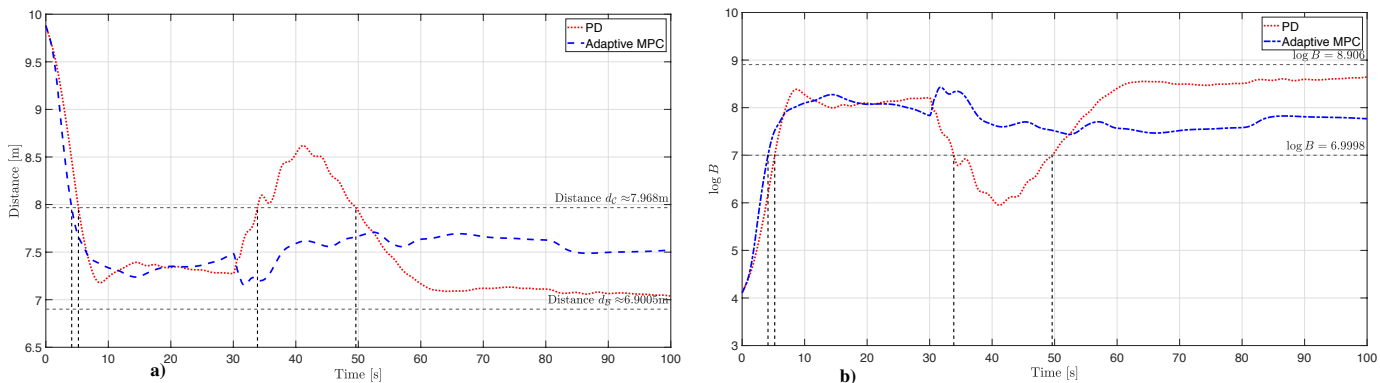 10
9.5
9
8.5
8
7.5
7
6.5
Distance [m]
PD
Adaptive MPC
Distance d_𝒞 ≈7.968m
Distance d_ℬ ≈6.9005m
0 10 20 30 40 50 60 70 80 90 100
Time [s]
a)
10
9
8
7
6
5
4
3
log B
PD
Adaptive MPC
log B = 8.906
log B = 6.9998
0 10 20 30 40 50 60 70 80 90 100
Time [s]
b)